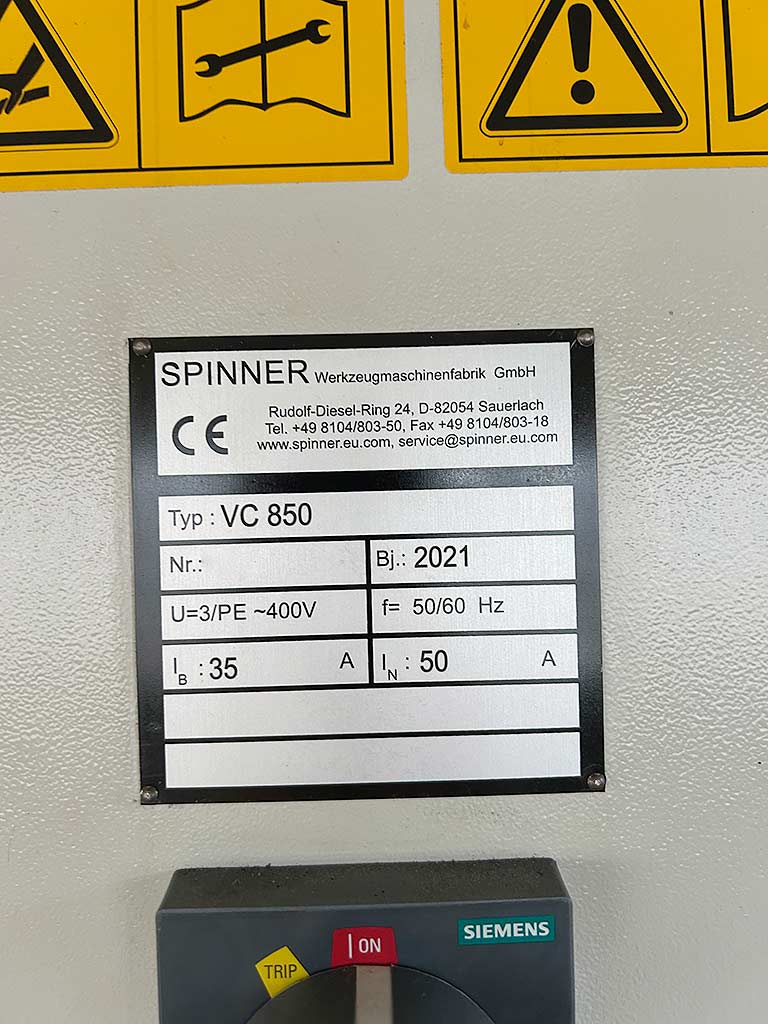 SPINNER Werkzeugmaschinenfabrik GmbH
CE
Rudolf-Diesel-Ring 24, D-82054 Sauerlach
Tel. +49 8104/803-50, Fax +49 8104/803-18
www.spinner.eu.com, service@spinner.eu.com
Typ : VC 850
Nr.: Bj.: 2021
U=3/PE ~400V f= 50/60 Hz
IB : 35 A IN : 50 A
SIEMENS
I ON
TRIP